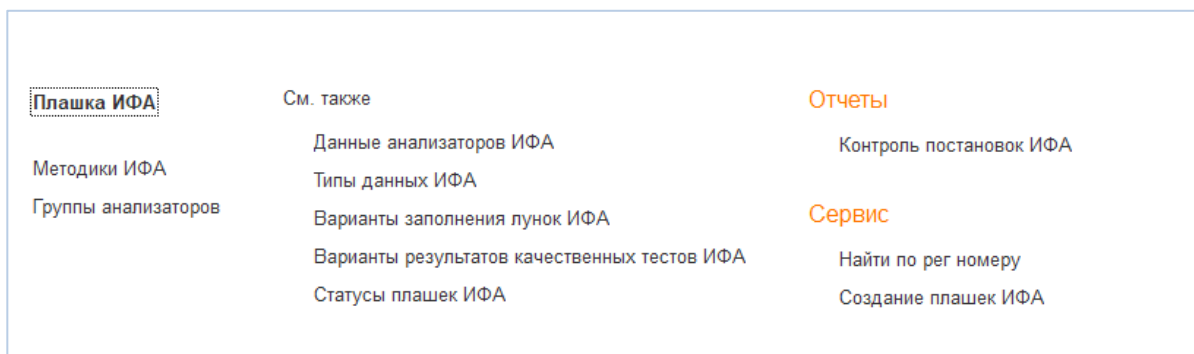 Плашка ИФА
Методики ИФА
Группы анализаторов
См. также
Данные анализаторов ИФА
Типы данных ИФА
Варианты заполнения лунок ИФА
Варианты результатов качественных тестов ИФА
Статусы плашек ИФА
Отчеты
Контроль постановок ИФА
Сервис
Найти по рег номеру
Создание плашек ИФА